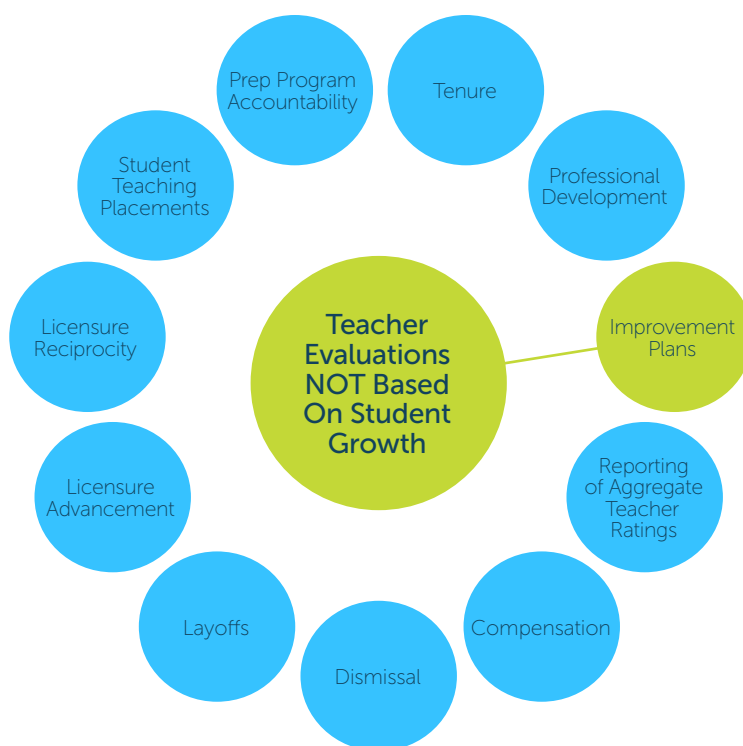 Prep Program
Accountability
Tenure
Student
Teaching
Placements
Professional
Development
Licensure
Reciprocity
Teacher
Evaluations
NOT Based
On Student
Growth
Improvement
Plans
Licensure
Advancement
Reporting
of Aggregate
Teacher
Ratings
Layoffs
Compensation
Dismissal